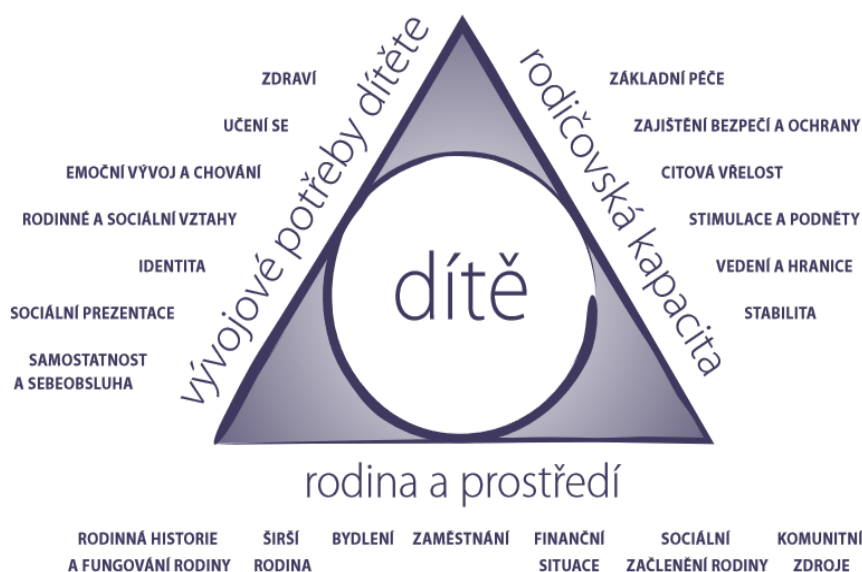 ZDRAVÍ
UČENÍ SE
EMOČNÍ VÝVOJ A CHOVÁNÍ
RODINNÉ A SOCIÁLNÍ VZTAHY
IDENTITA
SOCIÁLNÍ PREZENTACE
SAMOSTATNOST
A SEBEOBSLUHA
vývojové potřeby dítěte
dítě
rodičovská kapacita
ZÁKLADNÍ PÉČE
ZAJIŠTĚNÍ BEZPEČÍ A OCHRANY
CITOVÁ VŘELOST
STIMULACE A PODNĚTY
VEDENÍ A HRANICE
STABILITA
rodina a prostředí
RODINNÁ HISTORIE
A FUNGOVÁNÍ RODINY
ŠIRŠÍ
RODINA
BYDLENÍ
ZAMĚSTNÁNÍ
FINANČNÍ
SITUACE
SOCIÁLNÍ
ZAČLENĚNÍ RODINY
KOMUNITNÍ
ZDROJE